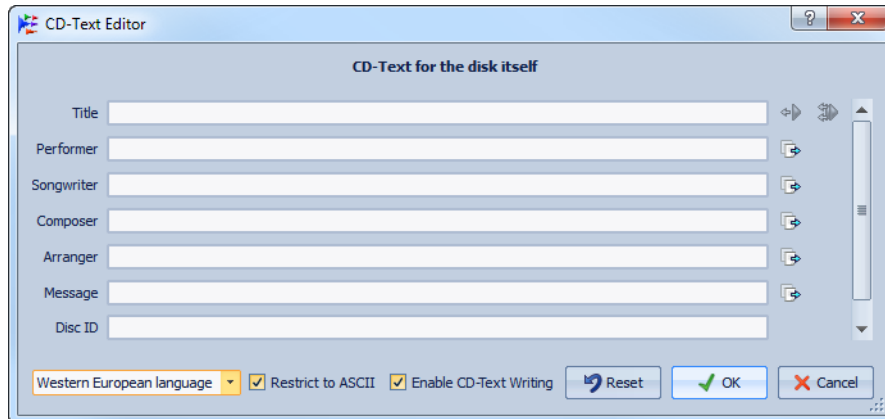 CD-Text Editor
?
CD-Text for the disk itself
Title
Performer
Songwriter
Composer
Arranger
Message
Disc ID
Western European language Restrict to ASCII Enable CD-Text Writing Reset OK Cancel